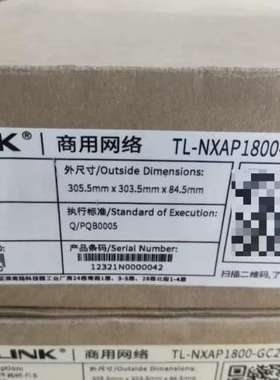 NK® 商用网络 TL-NXAP1800-
外尺寸/Outside Dimensions:
305.5mm x 303.5mm x 84.5mm
执行标准/Standard of Execution:
Q/PQB0005
产品条码/Serial Number:
12321N0000042
扫描二维码，了
LINK® 商用网络 TL-NXAP1800-GC2